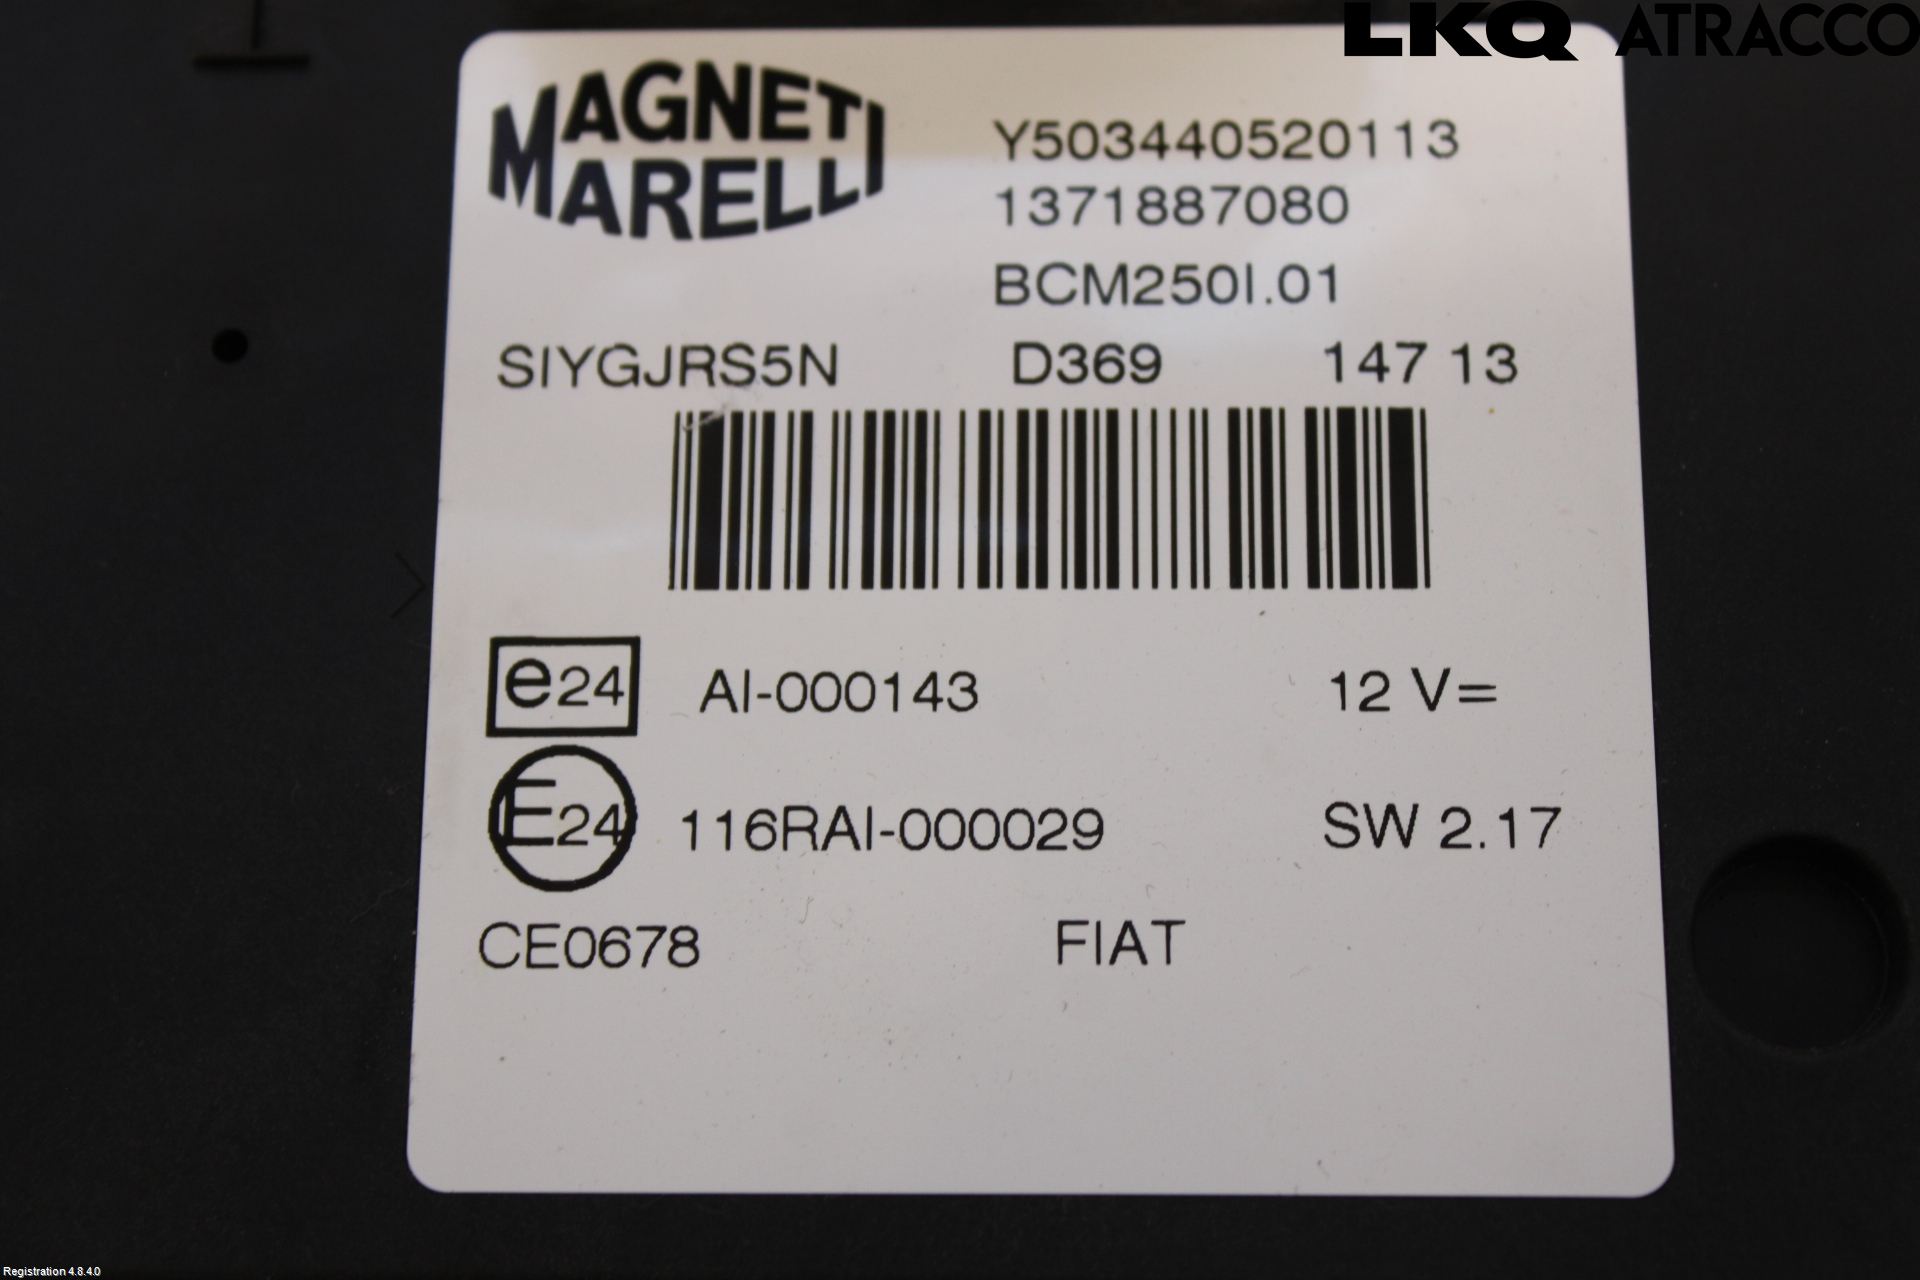 LKQ ATRACCO
MAGNETI
MARELLI
Y503440520113
1371887080
BCM250I.01
SIYGJRS5N D369 147 13
e24 AI-000143 12 V=
E24 116RAI-000029 SW 2.17
CE0678 FIAT
Registration 4.8.4.0